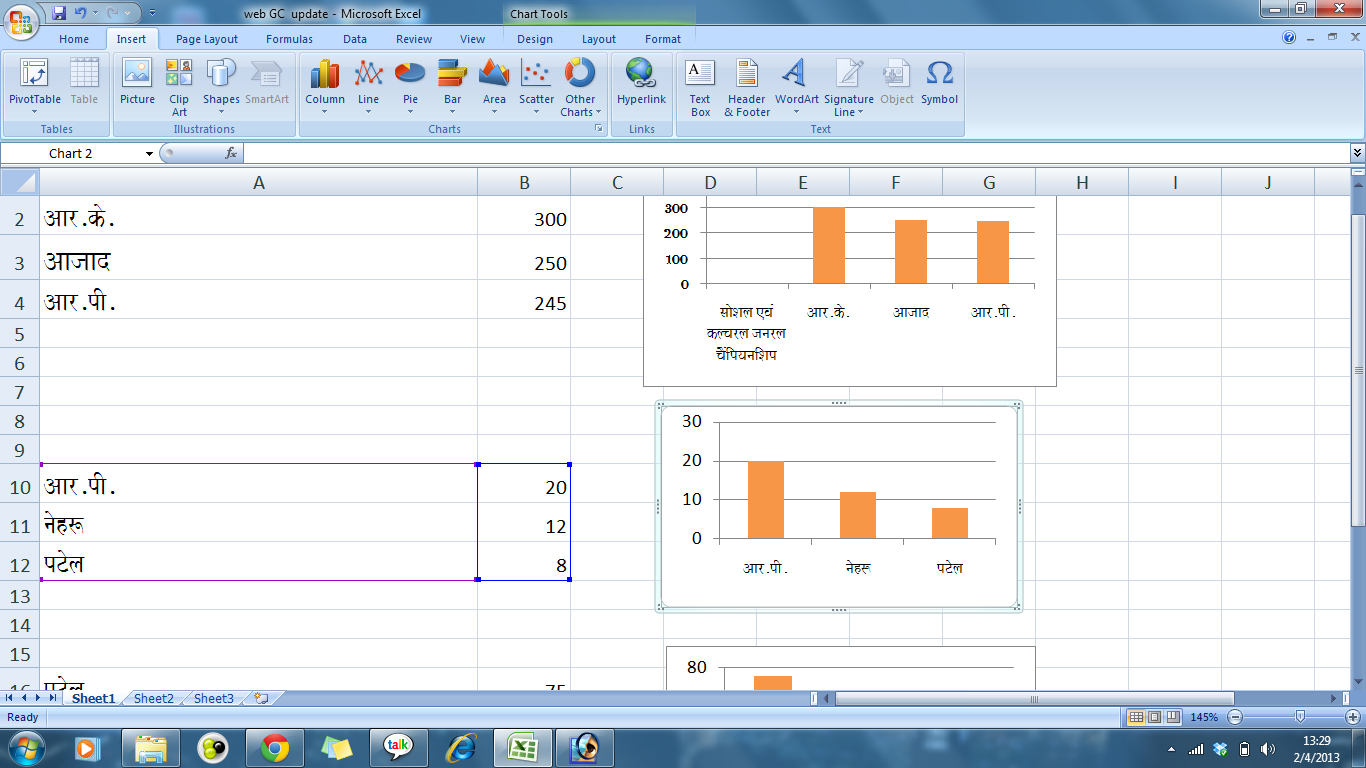 web GC update - Microsoft Excel
Chart Tools
Home Insert Page Layout Formulas Data Review View Design Layout Format
PivotTable Table Picture Clip Art Shapes SmartArt Column Line Pie Bar Area Scatter Other Charts Hyperlink Text Box Header & Footer WordArt Signature Line Object Symbol
Tables Illustrations Charts Links Text
Chart 2 fx
A B C D E F G H I J
2 आर.के. 300
3 आजाद 250
4 आर.पी. 245
5
6
7
8
9
10 आर.पी. 20
11 नेहरू 12
12 पटेल 8
13
14
15
16 पटेल 75
300
200
100
0
सोशल एवं आर.के. आजाद आर.पी.
कल्चरल जनरल
चैंपियनशिप
30
20
10
0
आर.पी. नेहरू पटेल
80
Sheet1 Sheet2 Sheet3
Ready 145%
talk
13:29
2/4/2013